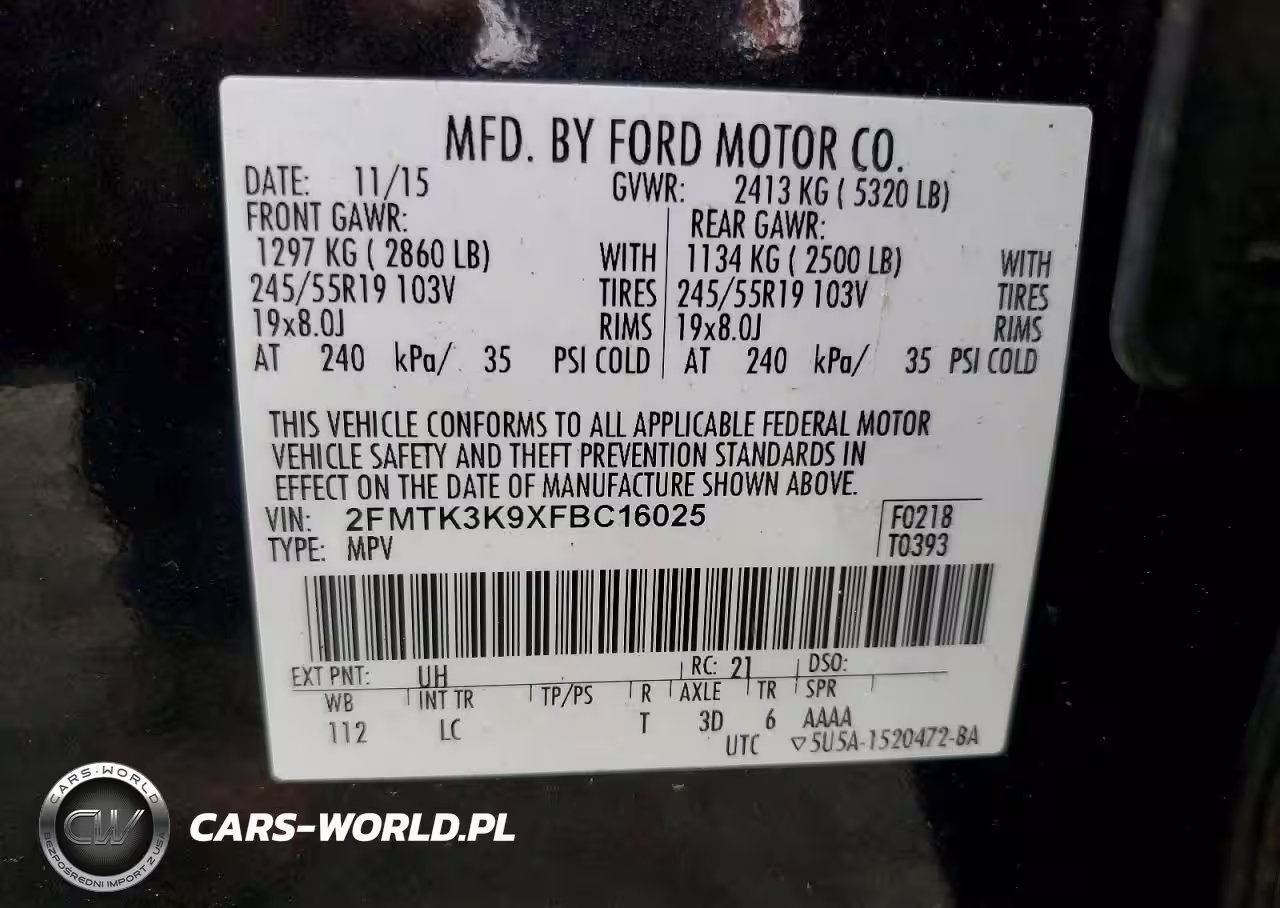 MFD. BY FORD MOTOR CO.
DATE: 11/15 GVWR: 2413 KG ( 5320 LB)
FRONT GAWR: REAR GAWR:
1297 KG ( 2860 LB) WITH 1134 KG ( 2500 LB) WITH
245/55R19 103V TIRES 245/55R19 103V TIRES
19x8.0J RIMS 19x8.0J RIMS
AT 240 kPa/ 35 PSI COLD AT 240 kPa/ 35 PSI COLD
THIS VEHICLE CONFORMS TO ALL APPLICABLE FEDERAL MOTOR
VEHICLE SAFETY AND THEFT PREVENTION STANDARDS IN
EFFECT ON THE DATE OF MANUFACTURE SHOWN ABOVE.
VIN: 2FMTK3K9XFBC16025 F0218
TYPE: MPV T0393
EXT PNT: UH RC: 21 DSO:
WB INT TR TP/PS R AXLE TR SPR
112 LC T 3D 6 AAAA
UTC ▽5U5A-1520472-BA
CARS-WORLD
CW
BEZPOŚREDNI IMPORT Z USA
CARS-WORLD.PL